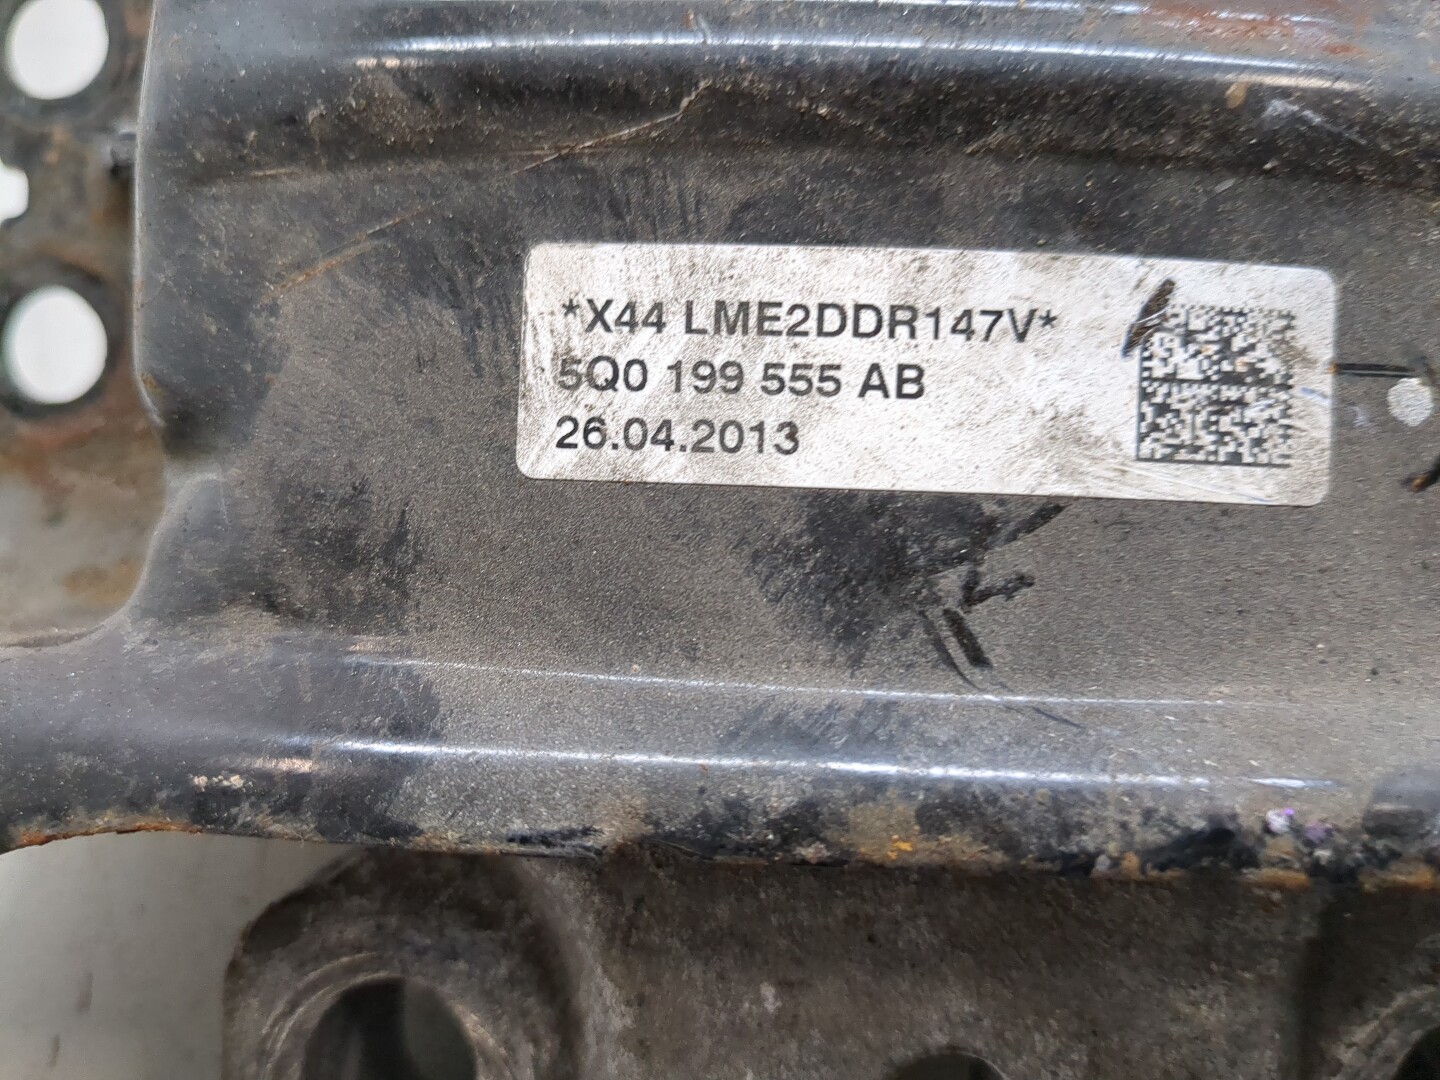 *X44 LME2DDR147V*
5Q0 199 555 AB
26.04.2013